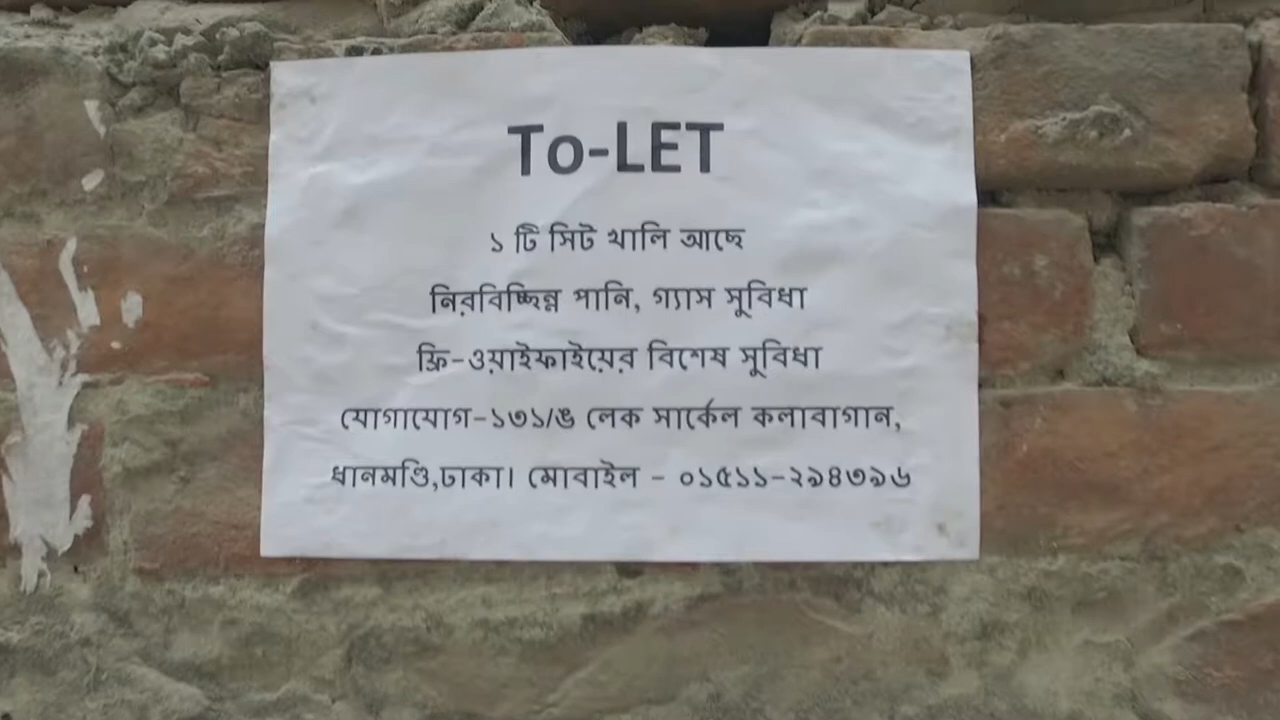 To-LET
১ টি সিট খালি আছে
নিরবিচ্ছিন্ন পানি, গ্যাস সুবিধা
ফ্রি-ওয়াইফাইয়ের বিশেষ সুবিধা
যোগাযোগ-১৩১/ঙ লেক সার্কেল কলাবাগান,
ধানমণ্ডি,ঢাকা। মোবাইল - ০১৫১১-২৯৪৩৯৬